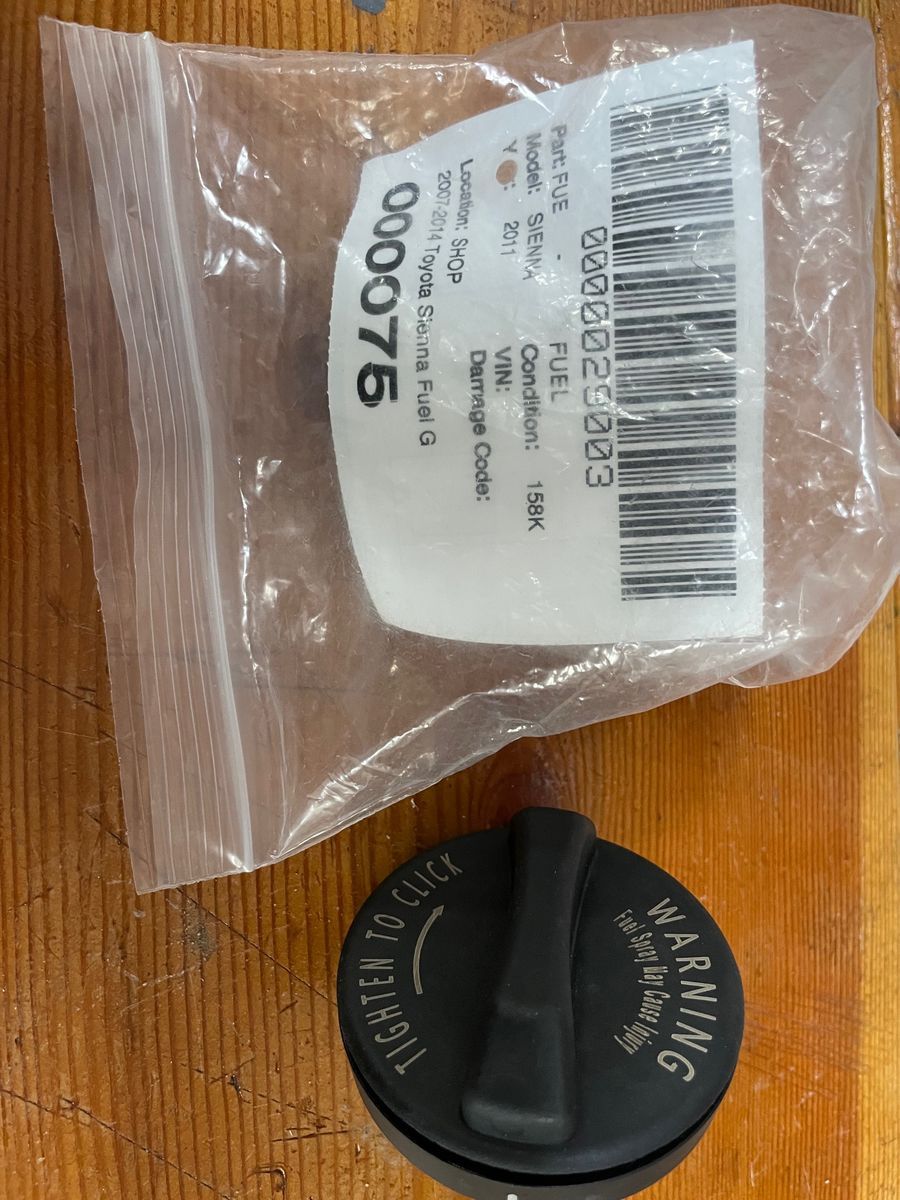 0000029003
Part: FUE - FUEL
Model: SIENNA Condition: 158K
Y : 2011 VIN:
Damage Code:
Location: SHOP
2007-2014 Toyota Sienna Fuel G
000075
WARNING
Fuel Spray May Cause Injury
TIGHTEN TO CLICK